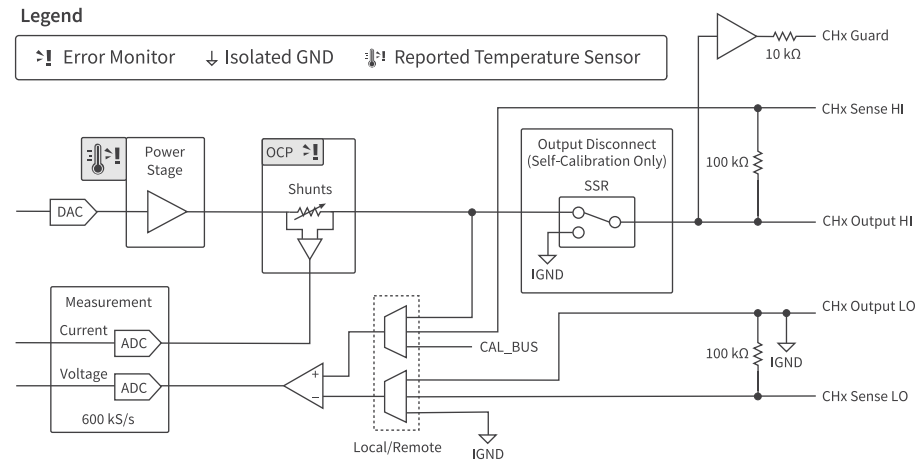 Legend
Error Monitor
Isolated GND
Reported Temperature Sensor
CHx Guard
10 kΩ
CHx Sense HI
Power
Stage
OCP
Output Disconnect
(Self-Calibration Only)
100 kΩ
Shunts
SSR
DAC
CHx Output HI
IGND
Measurement
CHx Output LO
Current
ADC
CAL_BUS
100 kΩ
IGND
Voltage
ADC
+
−
CHx Sense LO
600 kS/s
Local/Remote
IGND